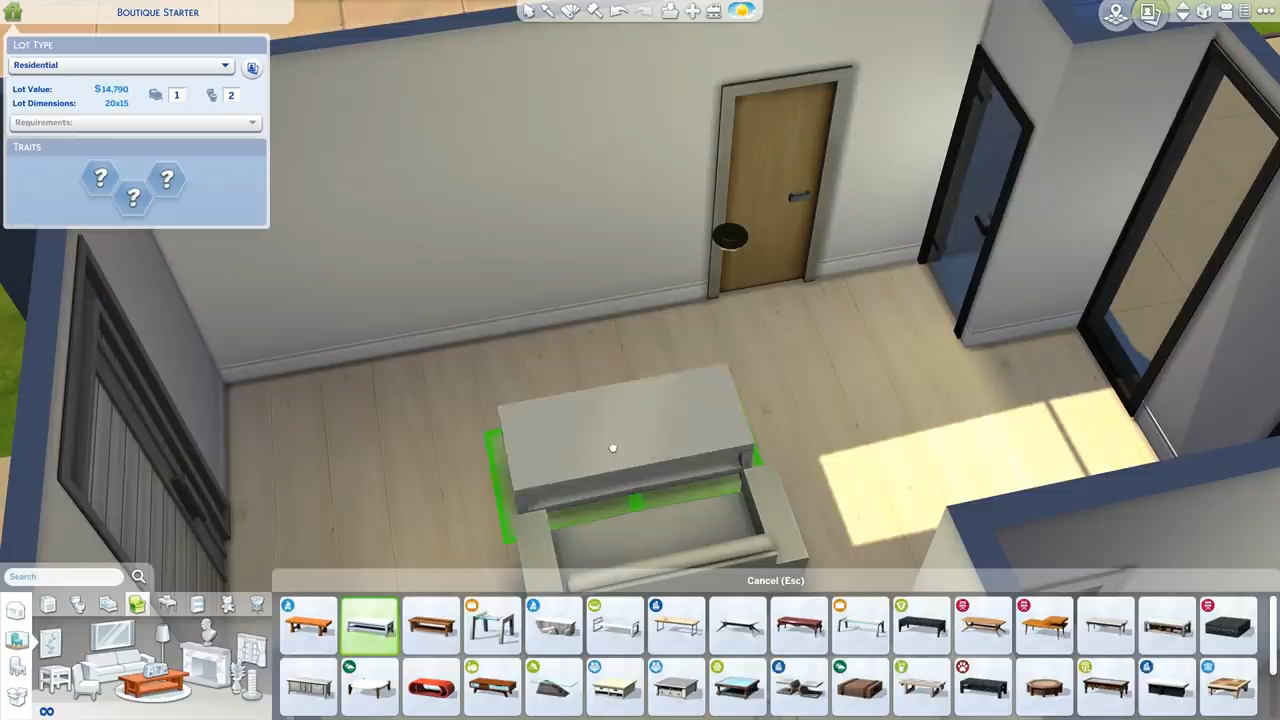 BOUTIQUE STARTER
LOT TYPE
Residential
Lot Value: $14,790 1 2
Lot Dimensions: 20x15
Requirements:
TRAITS
? ? ?
Search
Cancel (Esc)